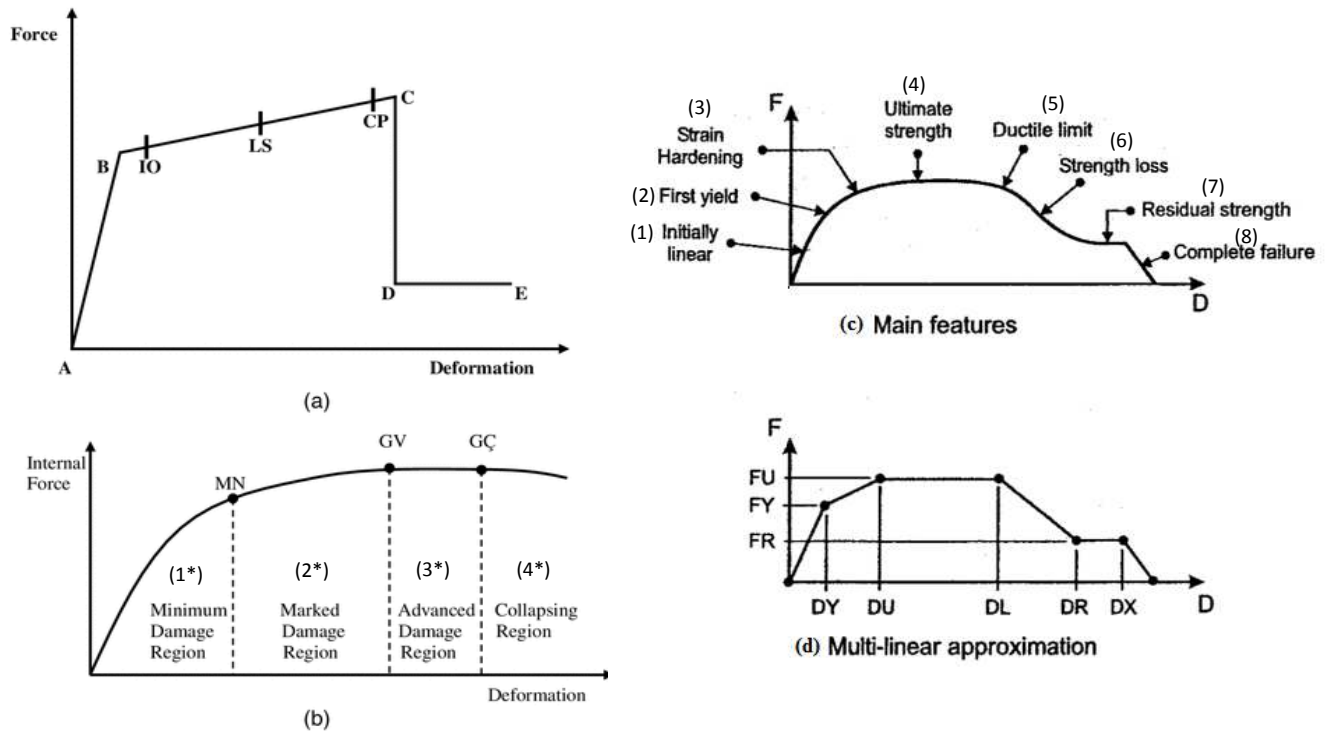 Force
B
IO
LS
CP
C
D
E
A
Deformation
(a)
Internal
Force
MN
GV
GÇ
(1*)
(2*)
(3*)
(4*)
Minimum
Damage
Region
Marked
Damage
Region
Advanced
Damage
Region
Collapsing
Region
Deformation
(b)
F
(3)
Strain
Hardening
(4)
Ultimate
strength
(5)
Ductile limit
(6)
Strength loss
(7)
Residual strength
(2) First yield
(1) Initially
linear
(8)
Complete failure
D
(c) Main features
F
FU
FY
FR
DY
DU
DL
DR
DX
D
(d) Multi-linear approximation